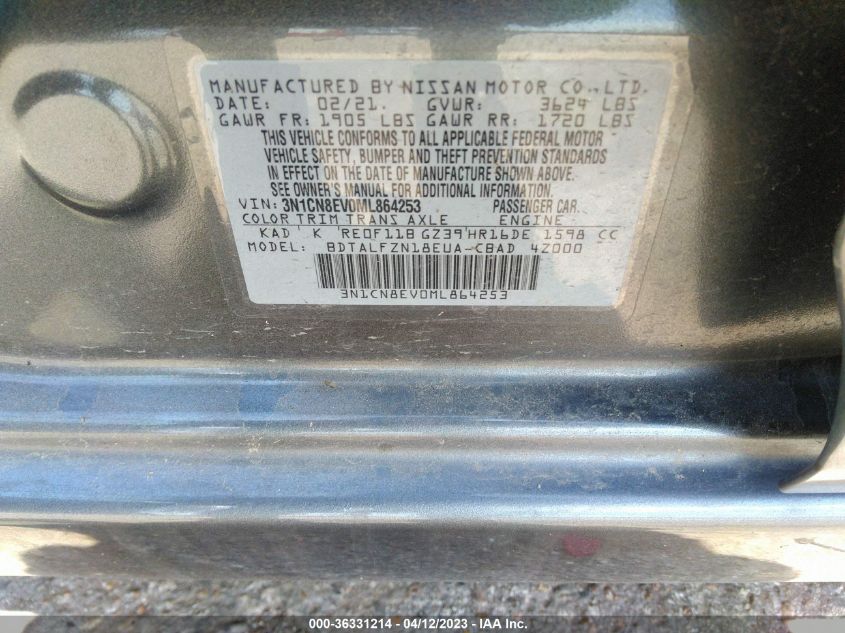 MANUFACTURED BY NISSAN MOTOR CO., LTD.
DATE: 02/21. GVWR: 3624 LBS
GAWR FR: 1905 LBS GAWR RR: 1720 LBS
THIS VEHICLE CONFORMS TO ALL APPLICABLE FEDERAL MOTOR
VEHICLE SAFETY, BUMPER AND THEFT PREVENTION STANDARDS
IN EFFECT ON THE DATE OF MANUFACTURE SHOWN ABOVE.
SEE OWNER'S MANUAL FOR ADDITIONAL INFORMATION.
VIN: 3N1CN8EV0ML864253 PASSENGER CAR.
COLOR TRIM TRANS AXLE ENGINE
KAD K RE0F11B GZ39 HR16DE 1598 CC
MODEL: BDTALFZN18EUA-CBAD 4Z000
3N1CN8EV0ML864253
000-36331214 - 04/12/2023 - IAA Inc.